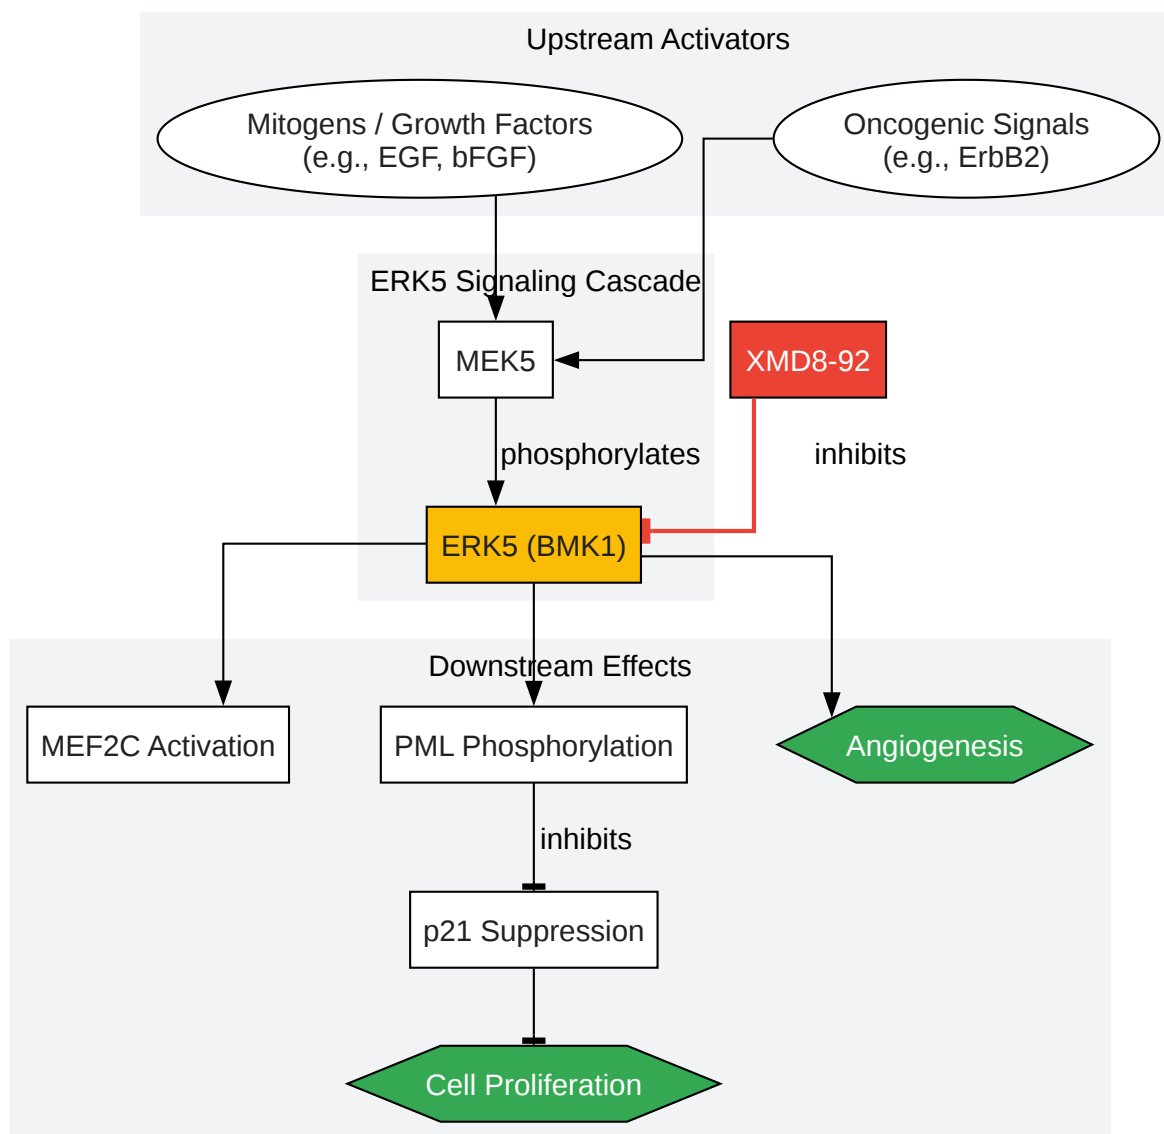 Upstream Activators
Mitogens / Growth Factors
(e.g., EGF, bFGF)
Oncogenic Signals
(e.g., ErbB2)
ERK5 Signaling Cascade
MEK5
XMD8-92
phosphorylates
inhibits
ERK5 (BMK1)
Downstream Effects
MEF2C Activation
PML Phosphorylation
Angiogenesis
inhibits
p21 Suppression
Cell Proliferation